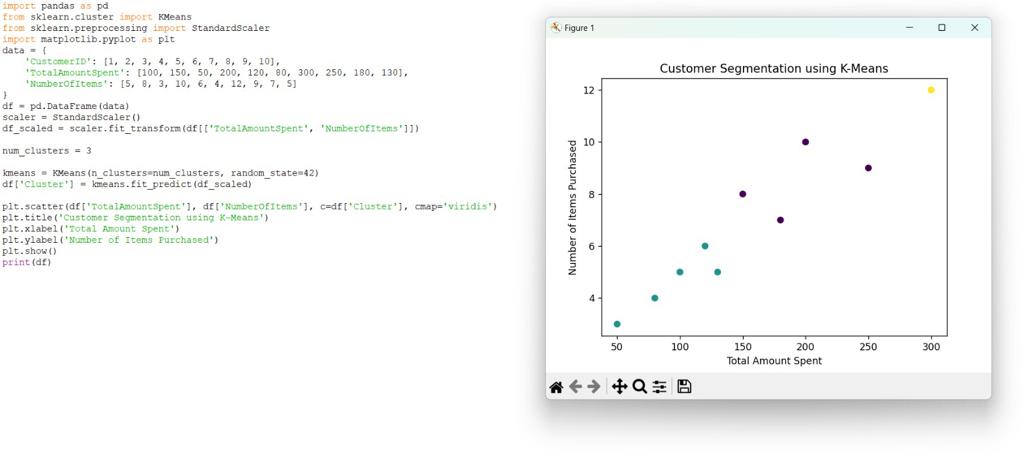 import pandas as pd
from sklearn.cluster import KMeans
from sklearn.preprocessing import StandardScaler
import matplotlib.pyplot as plt
data = {
    'CustomerID': [1, 2, 3, 4, 5, 6, 7, 8, 9, 10],
    'TotalAmountSpent': [100, 150, 50, 200, 120, 80, 300, 250, 180, 130],
    'NumberOfItems': [5, 8, 3, 10, 6, 4, 12, 9, 7, 5]
}
df = pd.DataFrame(data)
scaler = StandardScaler()
df_scaled = scaler.fit_transform(df[['TotalAmountSpent', 'NumberOfItems']])
num_clusters = 3
kmeans = KMeans(n_clusters=num_clusters, random_state=42)
df['Cluster'] = kmeans.fit_predict(df_scaled)
plt.scatter(df['TotalAmountSpent'], df['NumberOfItems'], c=df['Cluster'], cmap='viridis')
plt.title('Customer Segmentation using K-Means')
plt.xlabel('Total Amount Spent')
plt.ylabel('Number of Items Purchased')
plt.show()
print(df)
Figure 1
Customer Segmentation using K-Means
Number of Items Purchased
12
10
8
6
4
50 100 150 200 250 300
Total Amount Spent